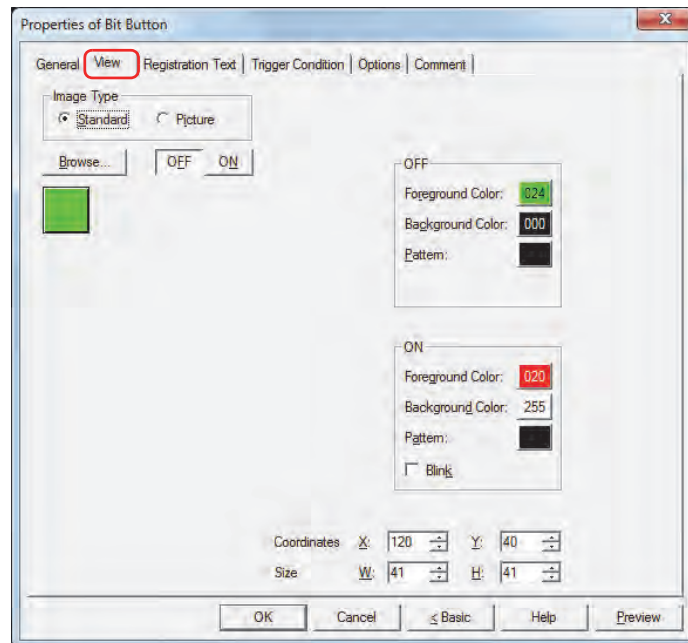 Properties of Bit Button
x
General View Registration Text Trigger Condition Options Comment
Image Type
Standard Picture
Browse... OFF ON
OFF
Foreground Color: 024
Background Color: 000
Pattern:
ON
Foreground Color: 020
Background Color: 255
Pattern:
Blink
Coordinates X: 120 Y: 40
Size W: 41 H: 41
OK Cancel < Basic Help Preview